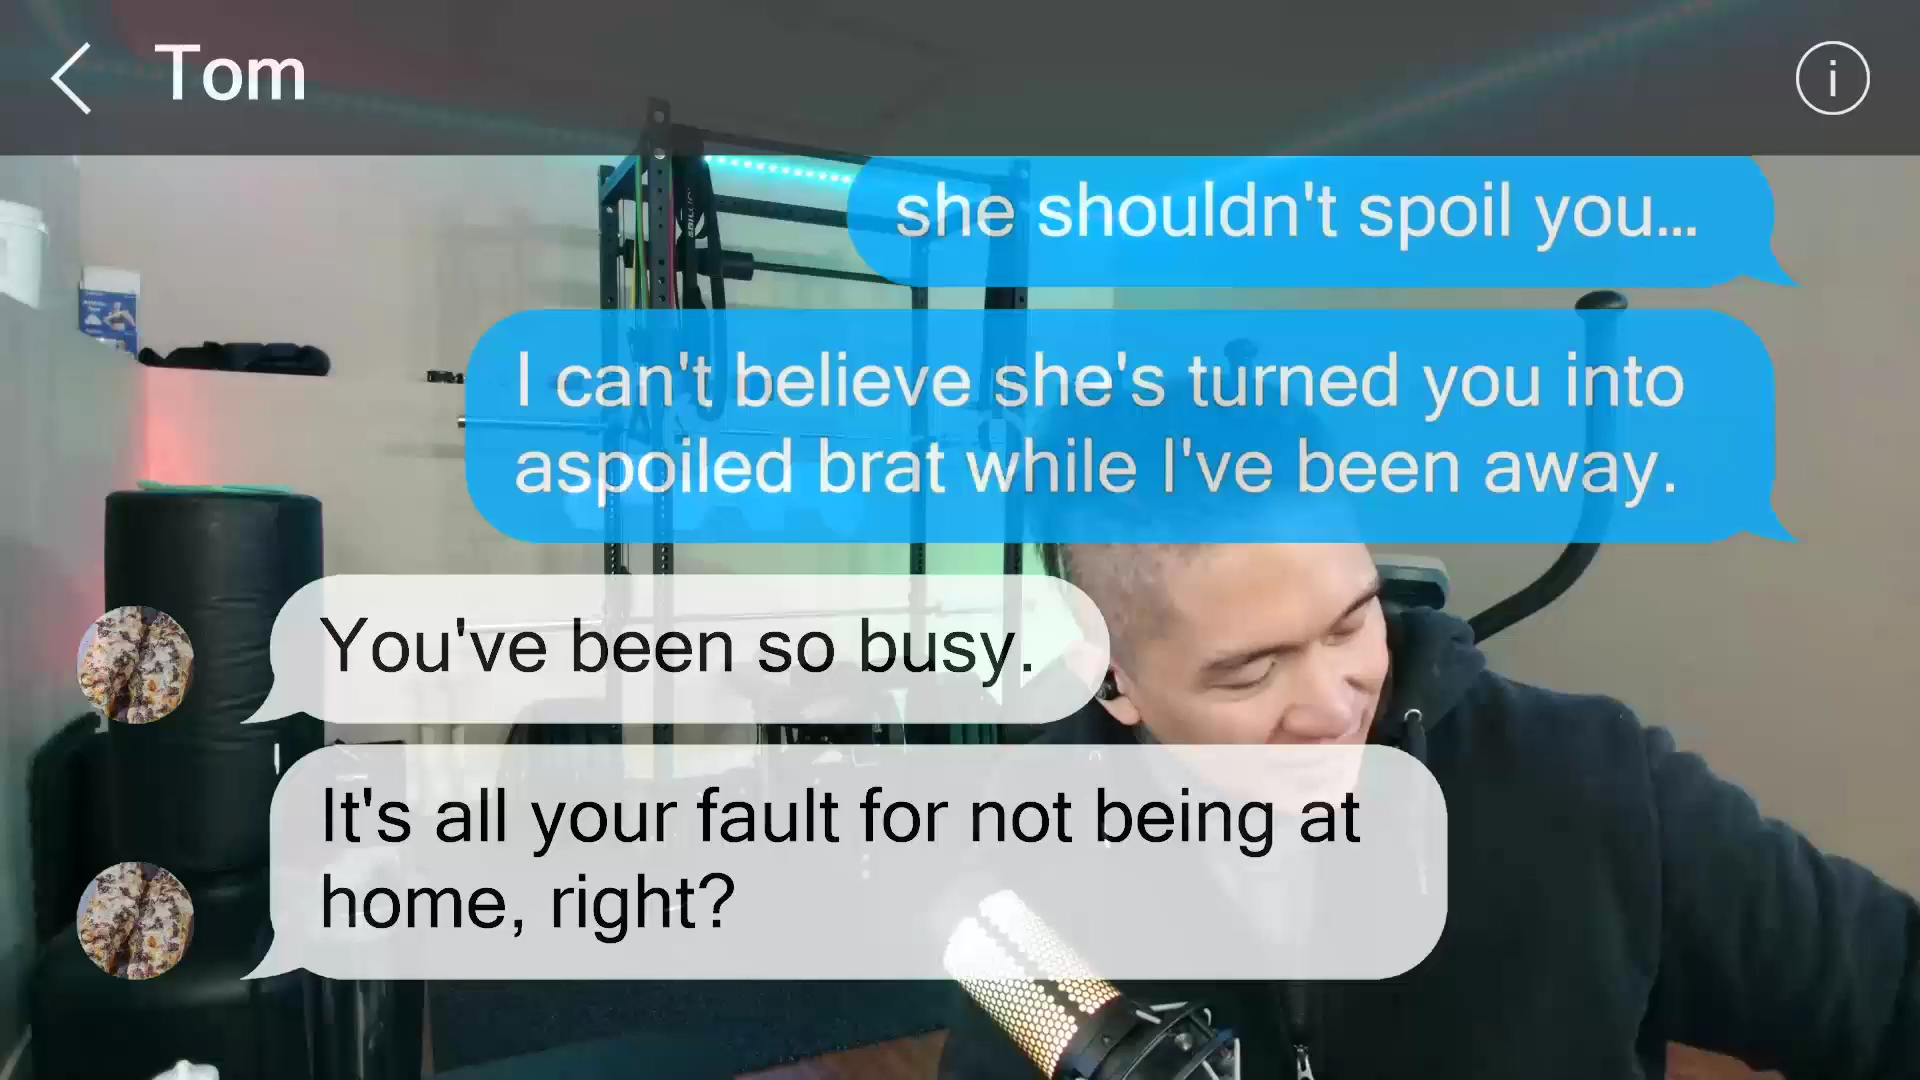 Tom
i
she shouldn't spoil you...
I can't believe she's turned you into
aspoiled brat while I've been away.
You've been so busy.
It's all your fault for not being at
home, right?